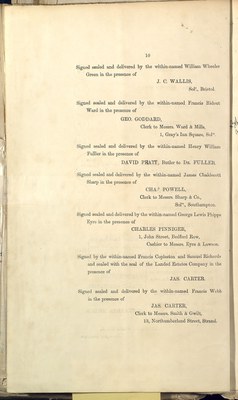 10
Signed sealed and delivered by the within-named William Wheeler
Green in the presence of
J. C. WALLIS,
Solr, Bristol.
Signed sealed and delivered by the within-named Francis Bident
Ward in the presence of
GEO. GODDARD,
Clerk to Messrs. Ward & Mills,
1, Gray's Inn Square, Solrs.
Signed sealed and delivered by the within-named Henry William
Fuller in the presence of
DAVID PRATT, Butler to Dr. FULLER.
Signed sealed and delivered by the within-named James
Sharp in the presence of
CHAS. POWELL,
Clerk to Messrs. Sharp & Co.,
Solrs, Southampton.
Signed sealed and delivered by the within-named George Lewis Phipps
Eyre in the presence of
CHARLES PINNIGER,
1, John Street, Bedford Row,
Cashier to Messrs. Eyre & Lawson.
Signed by the within-named Francis Copleston and Samuel Richards
and sealed with the seal of the Landed Estates Company in the
presence of
JAS. CARTER.
Signed sealed and delivered by the within-named Francis Webb
in the presence of
JAS. CARTER,
Clerk to Messrs. Smith & Gwilt,
18, Northumberland Street, Strand.